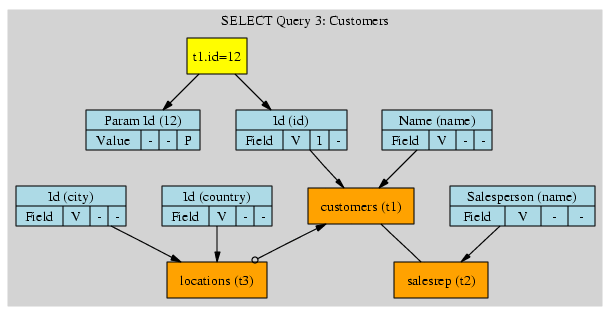 SELECT Query 3: Customers
t1.id=12
Param Id (12)
Value - - P
Id (id)
Field V 1 -
Name (name)
Field V - -
Id (city)
Field V - -
Id (country)
Field V - -
customers (t1)
Salesperson (name)
Field V - -
locations (t3)
salesrep (t2)